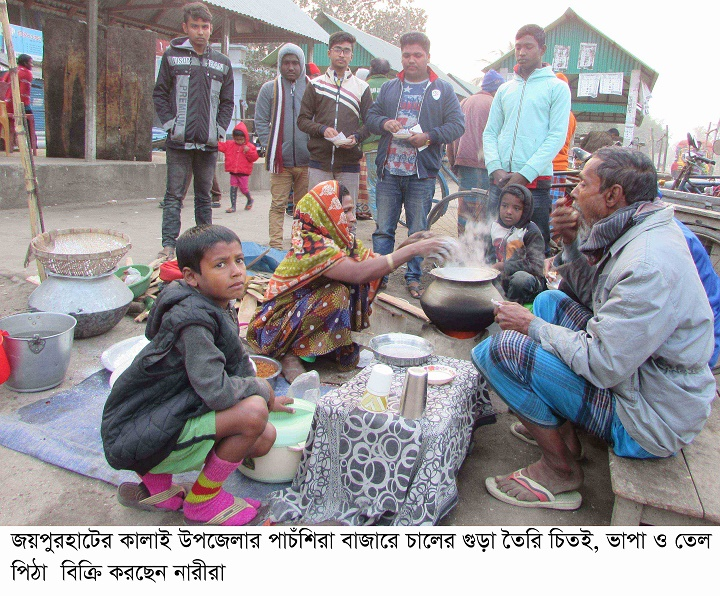 জয়পুরহাটের কালাই উপজেলার পাচঁশিরা বাজারে চালের গুড়া তৈরি চিতই, ভাপা ও তেল
পিঠা বিক্রি করছেন নারীরা